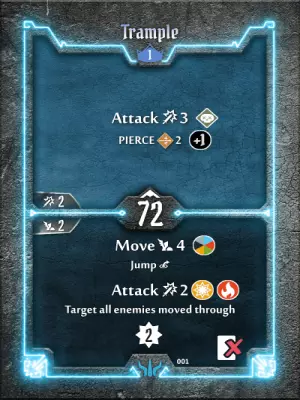 Trample
1
Attack 3
PIERCE 2 +1
2
72
2
Move 4
Jump
Attack 2
Target all enemies moved through
2
001